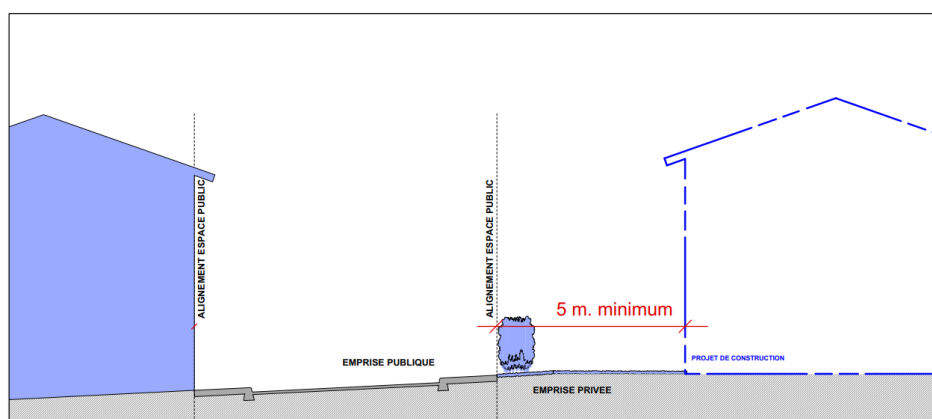 ALIGNEMENT ESPACE PUBLIC
ALIGNEMENT ESPACE PUBLIC
5 m. minimum
EMPRISE PUBLIQUE
PROJET DE CONSTRUCTION
EMPRISE PRIVEE